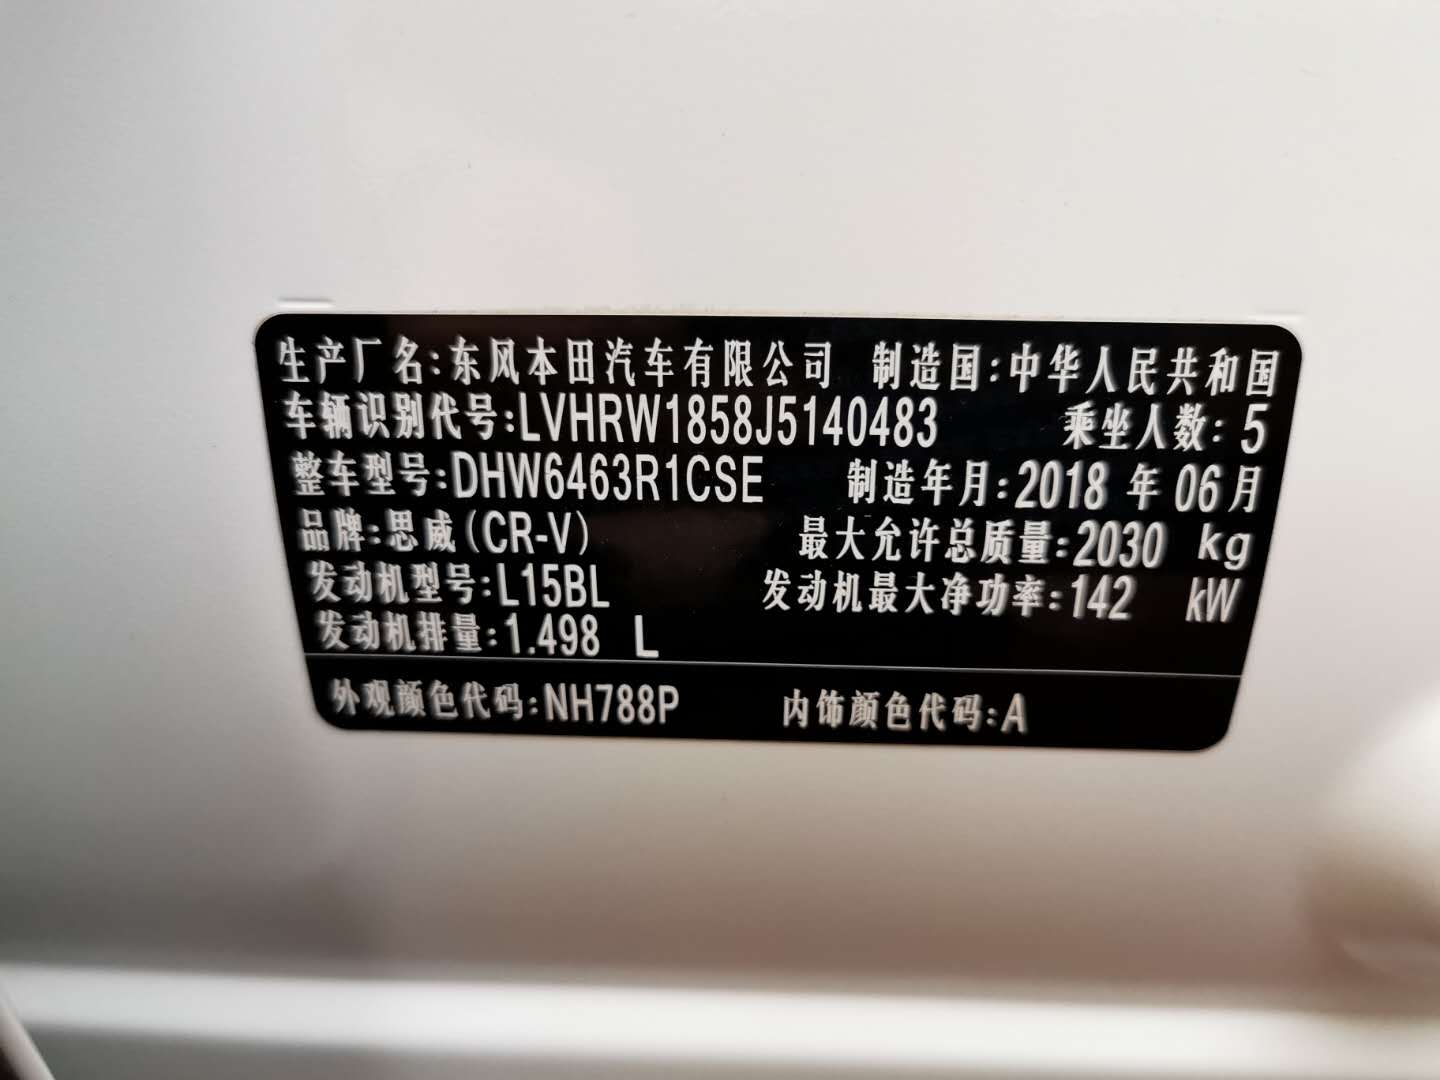 生产厂名:东风本田汽车有限公司 制造国:中华人民共和国
车辆识别代号:LVHRW1858J5140483 乘坐人数:5
整车型号:DHW6463R1CSE 制造年月:2018 年 06月
品牌:思威(CR-V) 最大允许总质量:2030 kg
发动机型号:L15BL 发动机最大净功率:142 kW
发动机排量:1.498 L
外观颜色代码:NH788P 内饰颜色代码:A